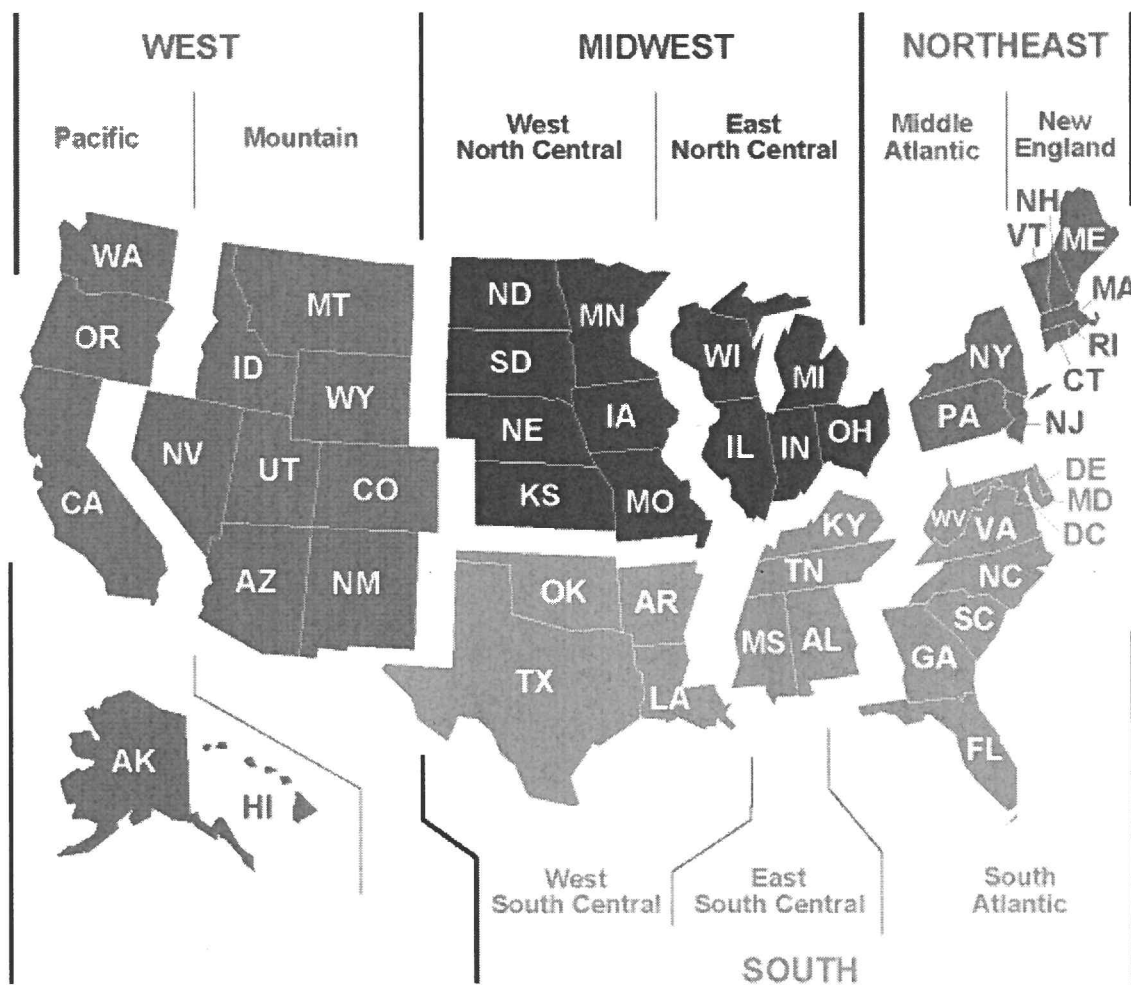 WEST
MIDWEST
NORTHEAST
Pacific
Mountain
West
North Central
East
North Central
Middle
Atlantic
New
England
NH
VT
ME
MA
RI
CT
NJ
NY
PA
WA
OR
CA
MT
ID
WY
NV
UT
CO
AZ
NM
ND
SD
NE
KS
MN
IA
MO
WI
MI
IL
IN
OH
DE
MD
DC
WV
VA
NC
SC
GA
FL
KY
TN
MS
AL
OK
AR
TX
LA
AK
HI
West
South Central
East
South Central
South
Atlantic
SOUTH